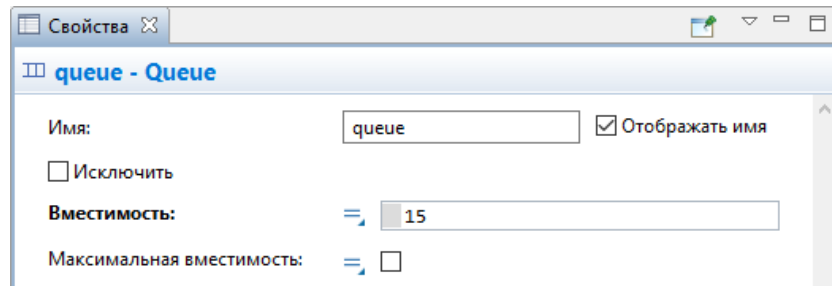 Свойства
queue - Queue
Имя: queue Отображать имя
Исключить
Вместимость: 15
Максимальная вместимость: